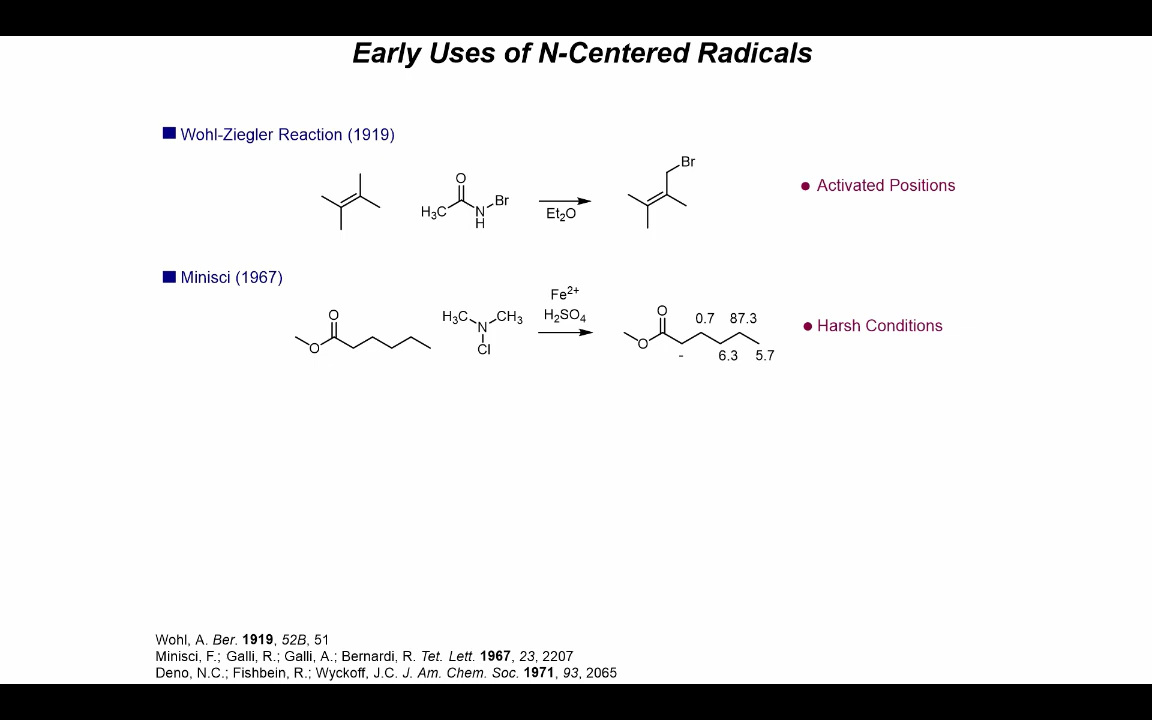 Early Uses of N-Centered Radicals
Wohl-Ziegler Reaction (1919)
O
H₃C
N
H
Br
Et₂O
Br
Activated Positions
Minisci (1967)
O
O
H₃C
CH₃
N
Cl
Fe²⁺
H₂SO₄
O
O
0.7 87.3
- 6.3 5.7
Harsh Conditions
Wohl, A. Ber. 1919, 52B, 51
Minisci, F.; Galli, R.; Galli, A.; Bernardi, R. Tet. Lett. 1967, 23, 2207
Deno, N.C.; Fishbein, R.; Wyckoff, J.C. J. Am. Chem. Soc. 1971, 93, 2065